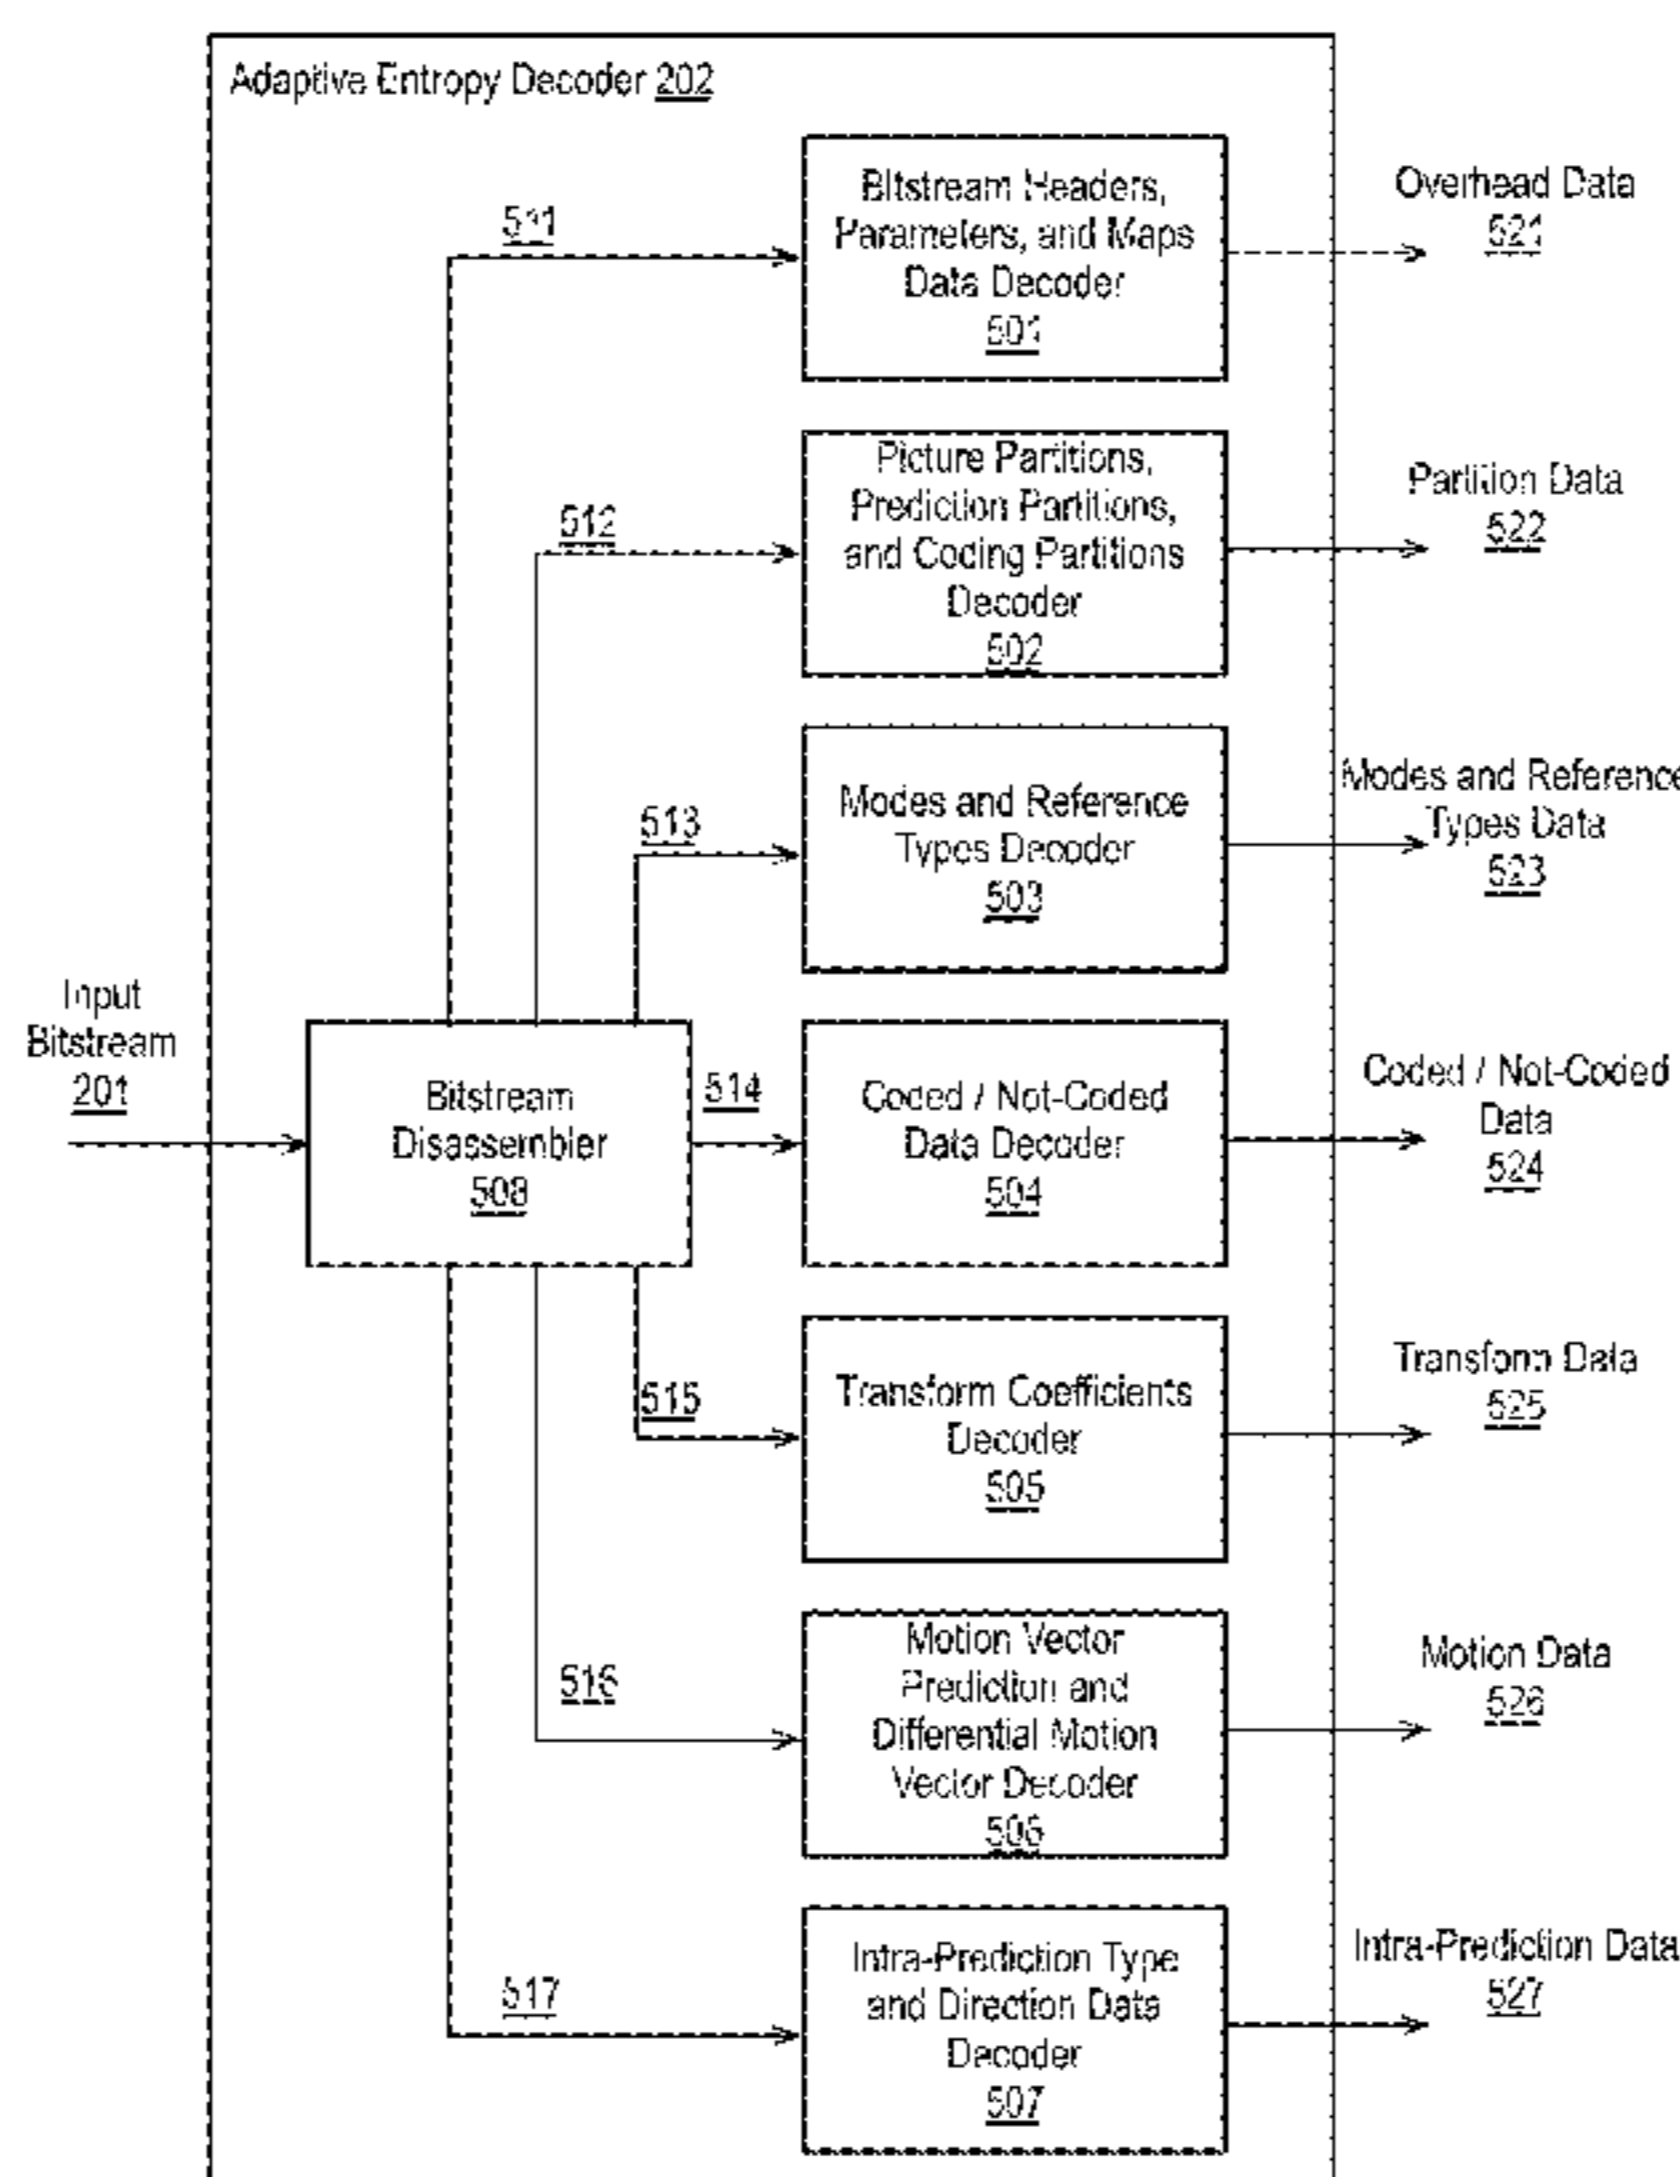 Adaptive Entropy Decoder 202
Bitstream Headers,
Parameters, and Maps
Data Decoder
501
511
Overhead Data
521
Picture Partitions,
Prediction Partitions,
and Coding Partitions
Decoder
502
512
Partition Data
522
Modes and Reference
Types Decoder
503
513
Modes and Reference
Types Data
523
Input
Bitstream
201
Bitstream
Disassembler
508
514
Coded / Not-Coded
Data Decoder
504
Coded / Not-Coded
Data
524
515
Transform Coefficients
Decoder
505
Transform Data
525
516
Motion Vector
Prediction and
Differential Motion
Vector Decoder
506
Motion Data
526
517
Intra-Prediction Type
and Direction Data
Decoder
507
Intra-Prediction Data
527